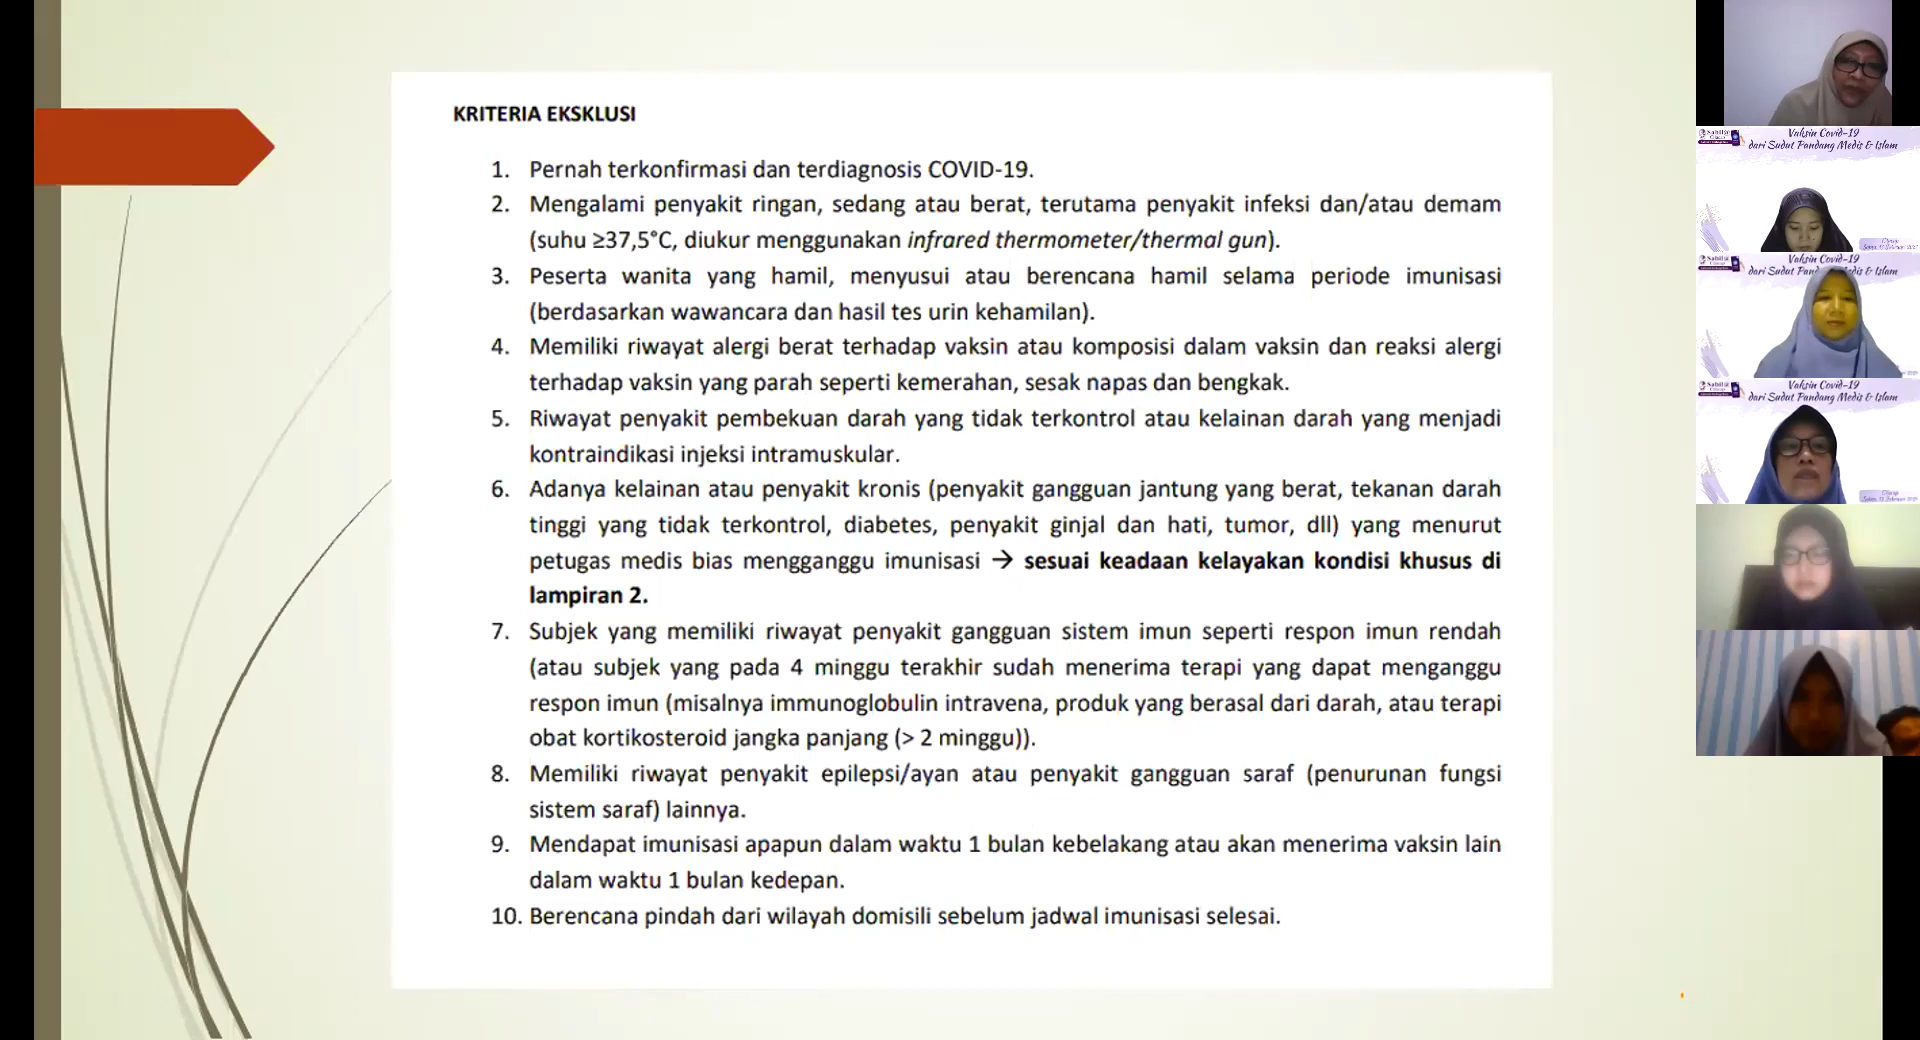 KRITERIA EKSKLUSI
1. Pernah terkonfirmasi dan terdiagnosis COVID-19.
2. Mengalami penyakit ringan, sedang atau berat, terutama penyakit infeksi dan/atau demam
(suhu ≥37,5°C, diukur menggunakan infrared thermometer/thermal gun).
3. Peserta wanita yang hamil, menyusui atau berencana hamil selama periode imunisasi
(berdasarkan wawancara dan hasil tes urin kehamilan).
4. Memiliki riwayat alergi berat terhadap vaksin atau komposisi dalam vaksin dan reaksi alergi
terhadap vaksin yang parah seperti kemerahan, sesak napas dan bengkak.
5. Riwayat penyakit pembekuan darah yang tidak terkontrol atau kelainan darah yang menjadi
kontraindikasi injeksi intramuskular.
6. Adanya kelainan atau penyakit kronis (penyakit gangguan jantung yang berat, tekanan darah
tinggi yang tidak terkontrol, diabetes, penyakit ginjal dan hati, tumor, dll) yang menurut
petugas medis bias mengganggu imunisasi → sesuai keadaan kelayakan kondisi khusus di
lampiran 2.
7. Subjek yang memiliki riwayat penyakit gangguan sistem imun seperti respon imun rendah
(atau subjek yang pada 4 minggu terakhir sudah menerima terapi yang dapat menganggu
respon imun (misalnya immunoglobulin intravena, produk yang berasal dari darah, atau terapi
obat kortikosteroid jangka panjang (> 2 minggu)).
8. Memiliki riwayat penyakit epilepsi/ayan atau penyakit gangguan saraf (penurunan fungsi
sistem saraf) lainnya.
9. Mendapat imunisasi apapun dalam waktu 1 bulan kebelakang atau akan menerima vaksin lain
dalam waktu 1 bulan kedepan.
10. Berencana pindah dari wilayah domisili sebelum jadwal imunisasi selesai.
Sabilla
Vaksin Covid-19
dari Sudut Pandang Medis & Islam
Vaksin Covid-19
dari Sudut Pandang Medis & Islam
Vaksin Covid-19
dari Sudut Pandang Medis & Islam